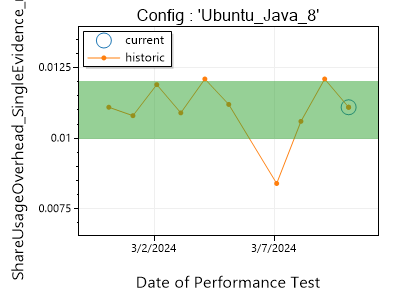 Config : 'Ubuntu_Java_8'
current
historic
0.0125
0.01
0.0075
ShareUsageOverhead_SingleEvidence_
3/2/2024
3/7/2024
Date of Performance Test